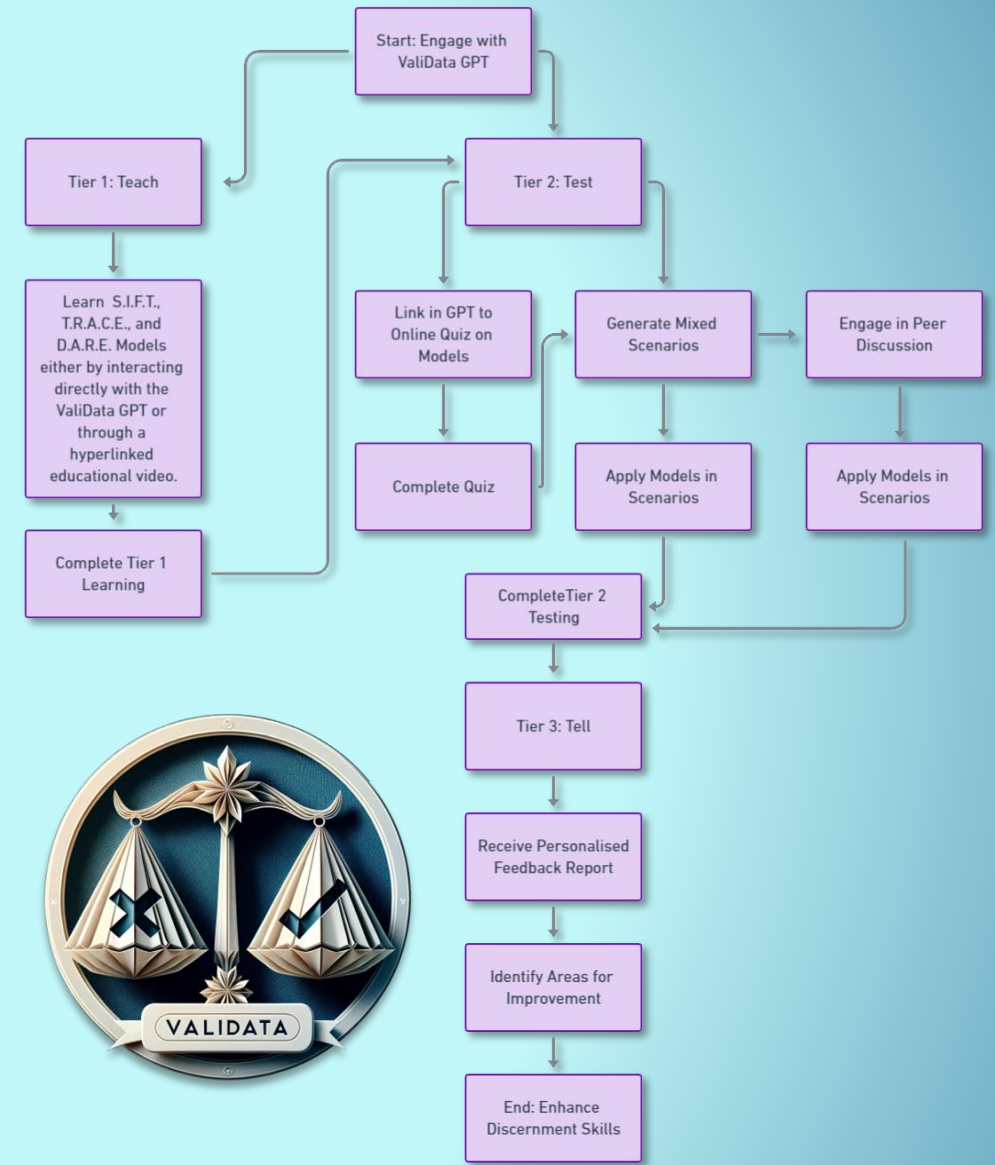 Start: Engage with
ValiData GPT
Tier 1: Teach
Tier 2: Test
Learn S.I.F.T.,
T.R.A.C.E., and
D.A.R.E. Models
either by interacting
directly with the
ValiData GPT or
through a
hyperlinked
educational video.
Link in GPT to
Online Quiz on
Models
Generate Mixed
Scenarios
Engage in Peer
Discussion
Complete Quiz
Apply Models in
Scenarios
Apply Models in
Scenarios
Complete Tier 1
Learning
CompleteTier 2
Testing
Tier 3: Tell
Receive Personalised
Feedback Report
Identify Areas for
Improvement
End: Enhance
Discernment Skills
VALIDATA